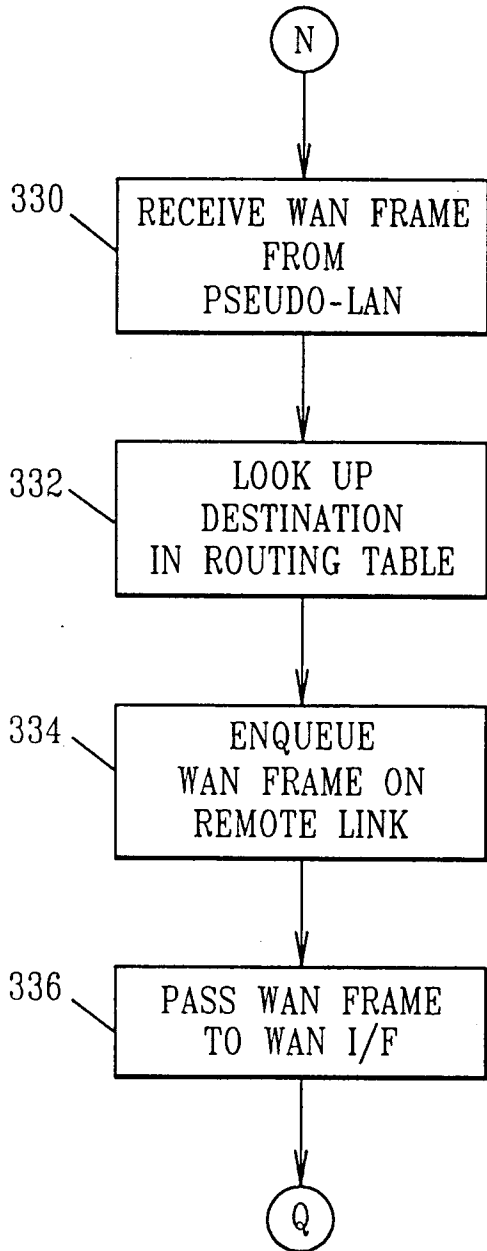 N
330
RECEIVE WAN FRAME
FROM
PSEUDO-LAN
332
LOOK UP
DESTINATION
IN ROUTING TABLE
334
ENQUEUE
WAN FRAME ON
REMOTE LINK
336
PASS WAN FRAME
TO WAN I/F
Q